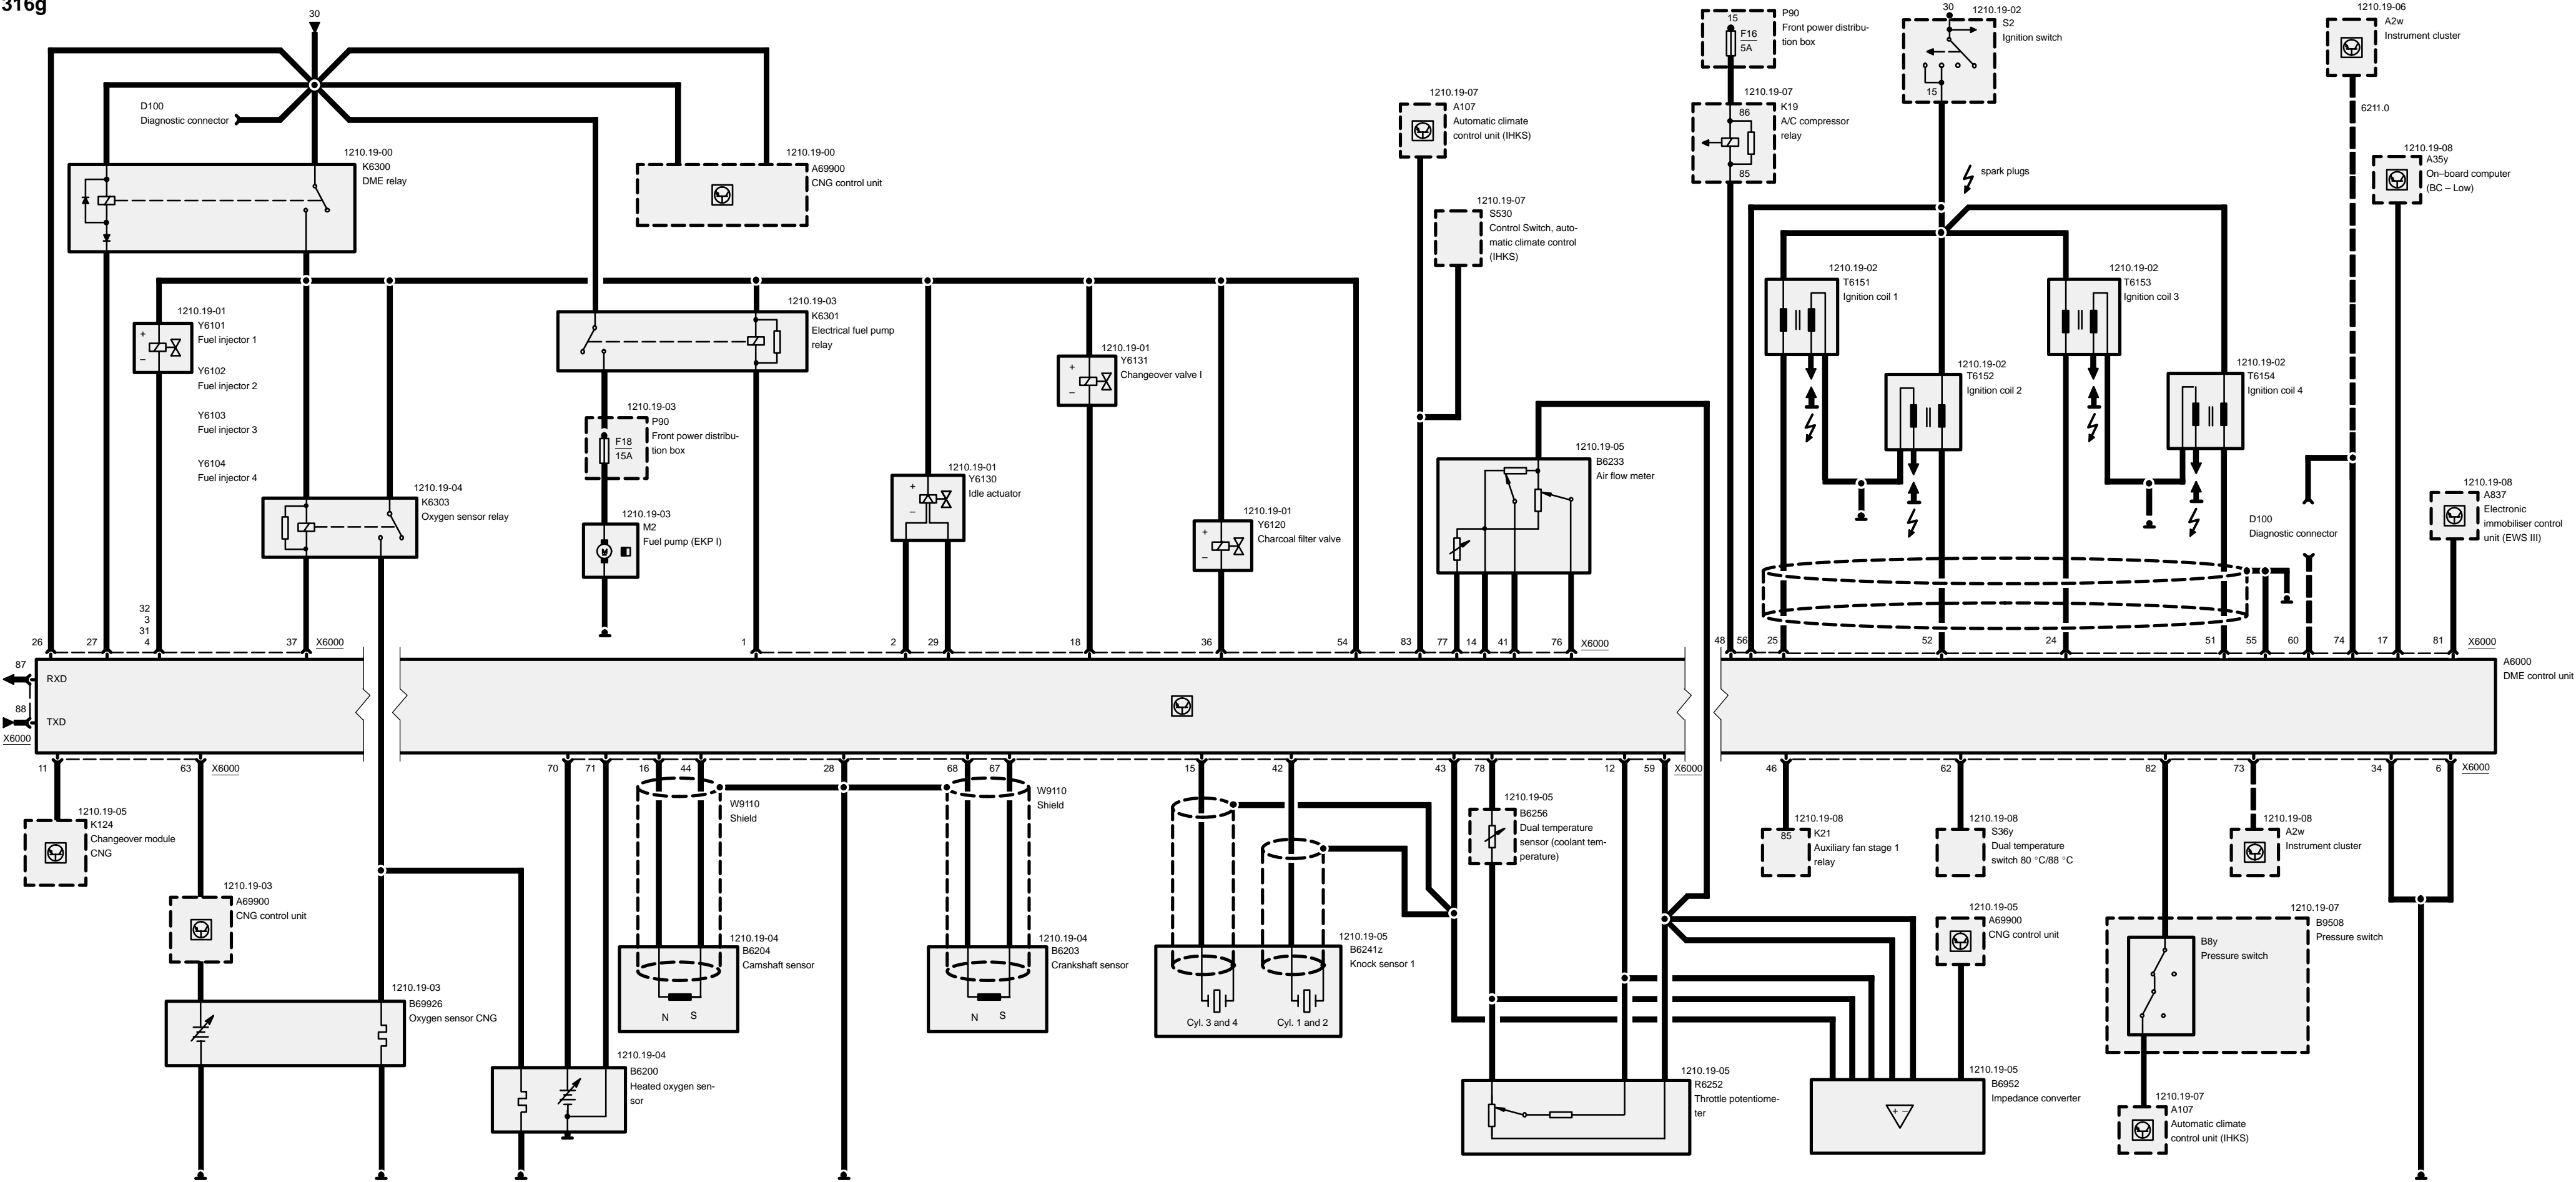 316g
30
D100
Diagnostic connector
1210.19-00
K6300
DME relay
1210.19-00
A69900
CNG control unit
1210.19-01
Y6101
Fuel injector 1
+
–
Y6102
Fuel injector 2
Y6103
Fuel injector 3
Y6104
Fuel injector 4
1210.19-04
K6303
Oxygen sensor relay
1210.19-03
K6301
Electrical fuel pump
relay
1210.19-03
P90
Front power distribu-
tion box
F18
15A
1210.19-03
M2
Fuel pump (EKP I)
M
1210.19-01
Y6130
Idle actuator
+
–
1210.19-01
Y6131
Changeover valve I
+
–
1210.19-01
Y6120
Charcoal filter valve
+
–
1210.19-07
A107
Automatic climate
control unit (IHKS)
1210.19-07
S530
Control Switch, auto-
matic climate control
(IHKS)
1210.19-05
B6233
Air flow meter
15
F16
5A
P90
Front power distribu-
tion box
1210.19-07
K19
A/C compressor
relay
86
85
30
1210.19-02
S2
Ignition switch
15
spark plugs
1210.19-02
T6151
Ignition coil 1
1210.19-02
T6152
Ignition coil 2
1210.19-02
T6153
Ignition coil 3
1210.19-02
T6154
Ignition coil 4
1210.19-06
A2w
Instrument cluster
6211.0
1210.19-08
A35y
On–board computer
(BC – Low)
D100
Diagnostic connector
1210.19-08
A837
Electronic
immobiliser control
unit (EWS III)
32
3
31
26 27 4 37 X6000 1 2 29 18 36 54 83 77 14 41 76 X6000 48 56 25 52 24 51 55 60 74 17 81 X6000
87
RXD
88
TXD
X6000
A6000
DME control unit
11 63 X6000 70 71 16 44 28 68 67 15 42 43 78 12 59 X6000 46 62 82 73 34 6 X6000
1210.19-05
K124
Changeover module
CNG
1210.19-03
A69900
CNG control unit
1210.19-03
B69926
Oxygen sensor CNG
1210.19-04
B6200
Heated oxygen sen-
sor
W9110
Shield
1210.19-04
B6204
Camshaft sensor
N S
W9110
Shield
1210.19-04
B6203
Crankshaft sensor
N S
1210.19-05
B6241z
Knock sensor 1
Cyl. 3 and 4
Cyl. 1 and 2
1210.19-05
B6256
Dual temperature
sensor (coolant tem-
perature)
1210.19-05
R6252
Throttle potentiome-
ter
1210.19-08
85
K21
Auxiliary fan stage 1
relay
1210.19-08
S36y
Dual temperature
switch 80 °C/88 °C
1210.19-05
A69900
CNG control unit
1210.19-05
B6952
Impedance converter
+ –
1210.19-08
A2w
Instrument cluster
1210.19-07
B9508
Pressure switch
B8y
Pressure switch
1210.19-07
A107
Automatic climate
control unit (IHKS)